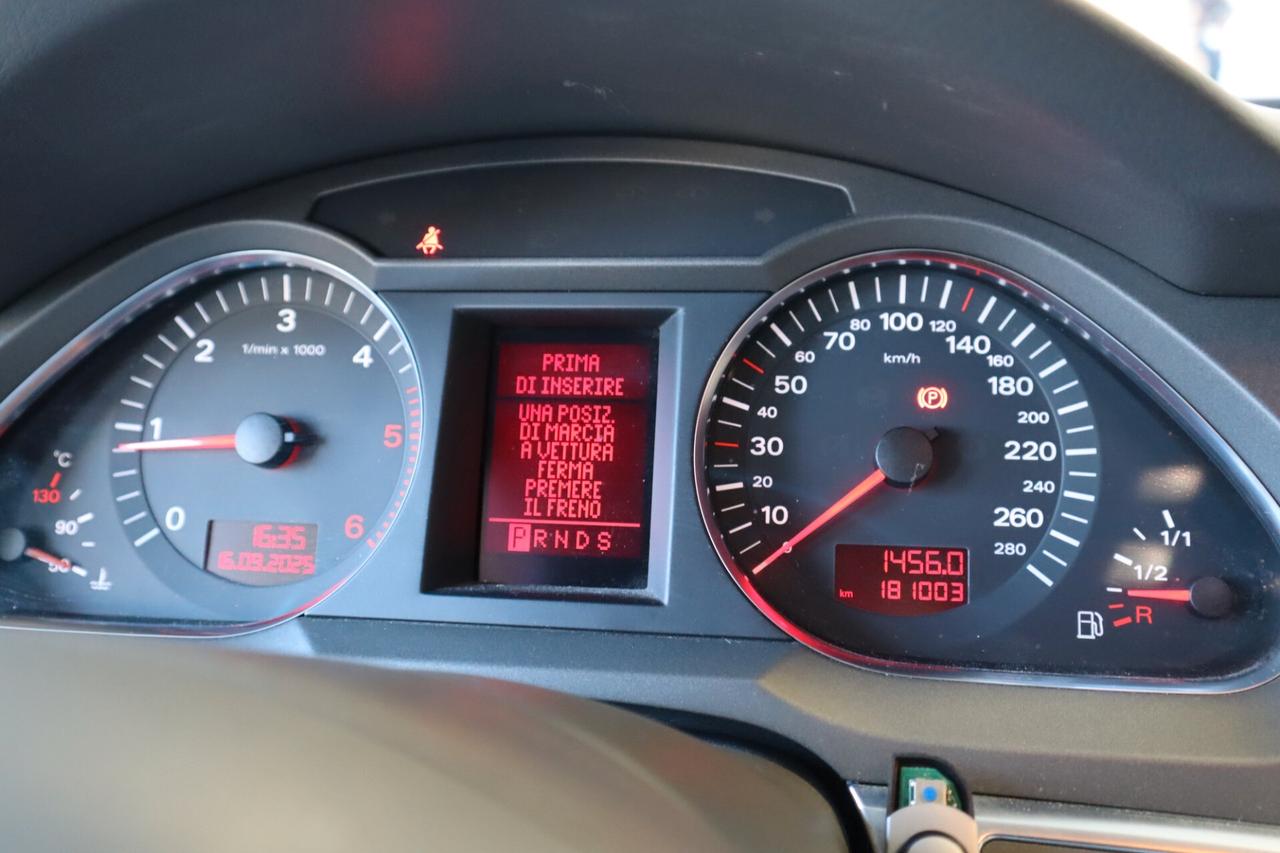 1/min x 1000
0
1
2
3
4
5
6
°C
130
90
50
16:35
16.09.2025
PRIMA
DI INSERIRE
UNA POSIZ.
DI MARCIA
A VETTURA
FERMA
PREMERE
IL FRENO
P R N D S
km/h
10
20
30
40
50
60
70
80
100
120
140
160
180
200
220
240
260
280
P
1456.0
km 181003
1/1
1/2
R